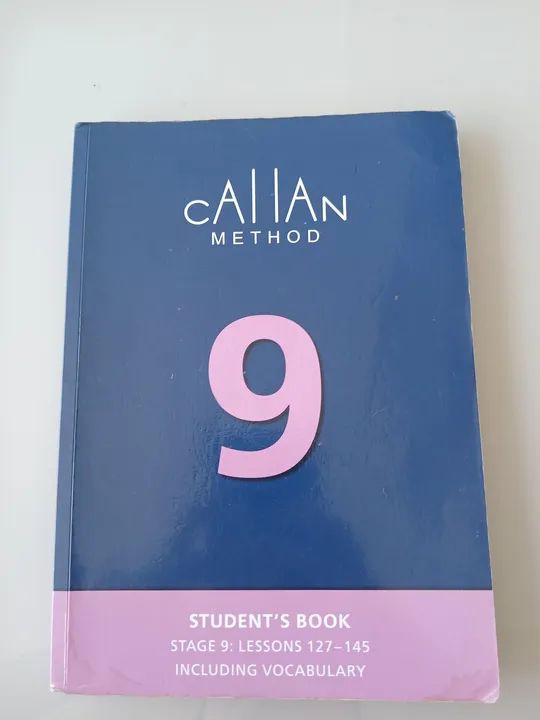 CALLAN
METHOD
9
STUDENT'S BOOK
STAGE 9: LESSONS 127–145
INCLUDING VOCABULARY